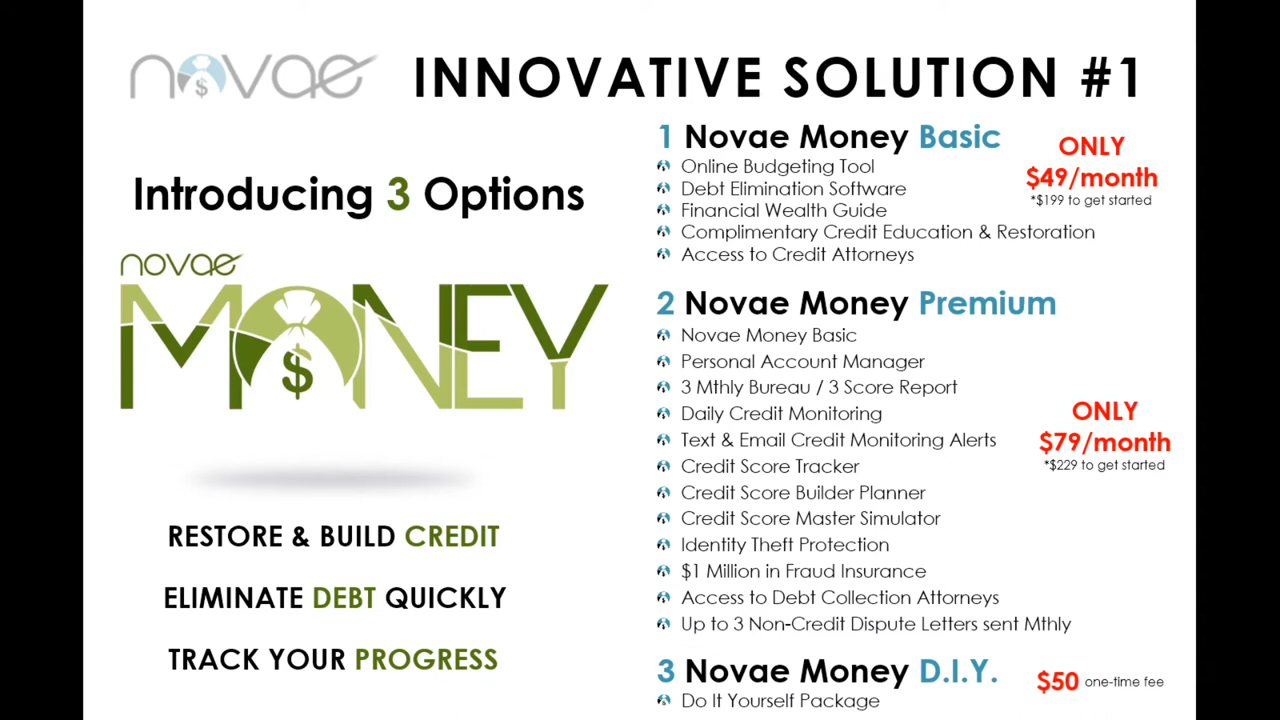 novae INNOVATIVE SOLUTION #1
Introducing 3 Options
novae
MONEY
$
RESTORE & BUILD CREDIT
ELIMINATE DEBT QUICKLY
TRACK YOUR PROGRESS
1 Novae Money Basic
Online Budgeting Tool
Debt Elimination Software
Financial Wealth Guide
Complimentary Credit Education & Restoration
Access to Credit Attorneys
ONLY
$49/month
*$199 to get started
2 Novae Money Premium
Novae Money Basic
Personal Account Manager
3 Mthly Bureau / 3 Score Report
Daily Credit Monitoring
Text & Email Credit Monitoring Alerts
Credit Score Tracker
Credit Score Builder Planner
Credit Score Master Simulator
Identity Theft Protection
$1 Million in Fraud Insurance
Access to Debt Collection Attorneys
Up to 3 Non-Credit Dispute Letters sent Mthly
ONLY
$79/month
*$229 to get started
3 Novae Money D.I.Y.
Do It Yourself Package
$50 one-time fee